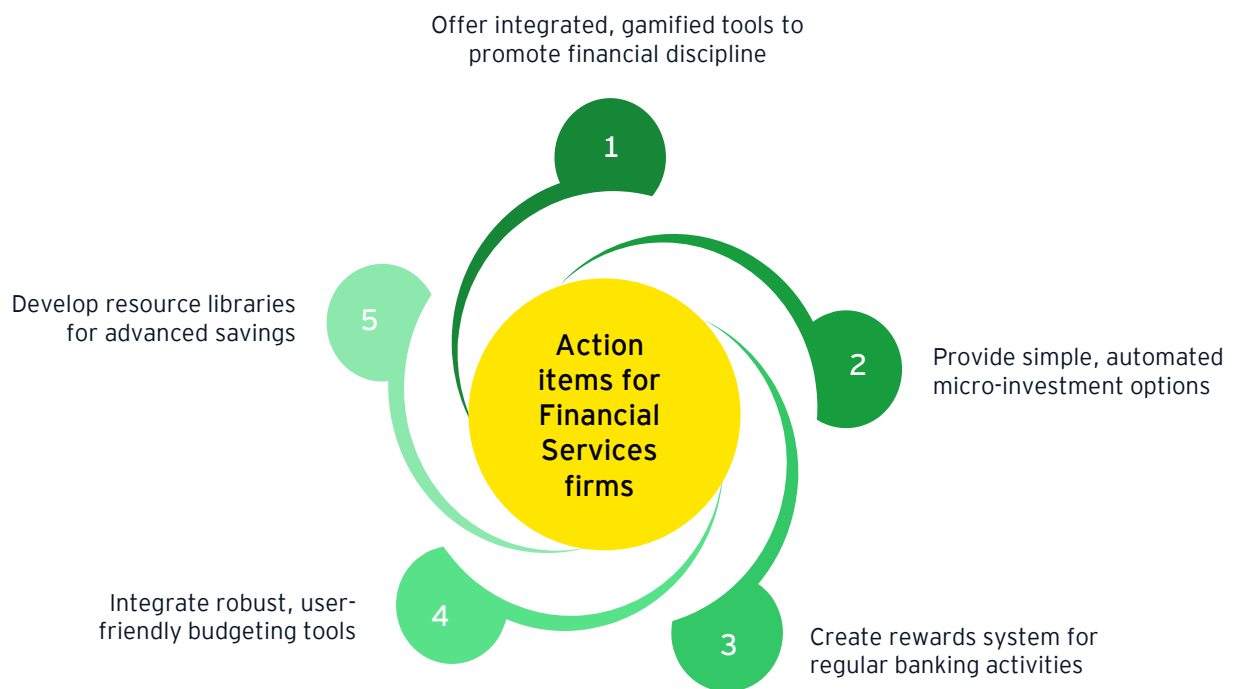 Offer integrated, gamified tools to
promote financial discipline
1
2
Provide simple, automated
micro-investment options
3
Create rewards system for
regular banking activities
4
Integrate robust, user-
friendly budgeting tools
5
Develop resource libraries
for advanced savings
Action
items for
Financial
Services
firms